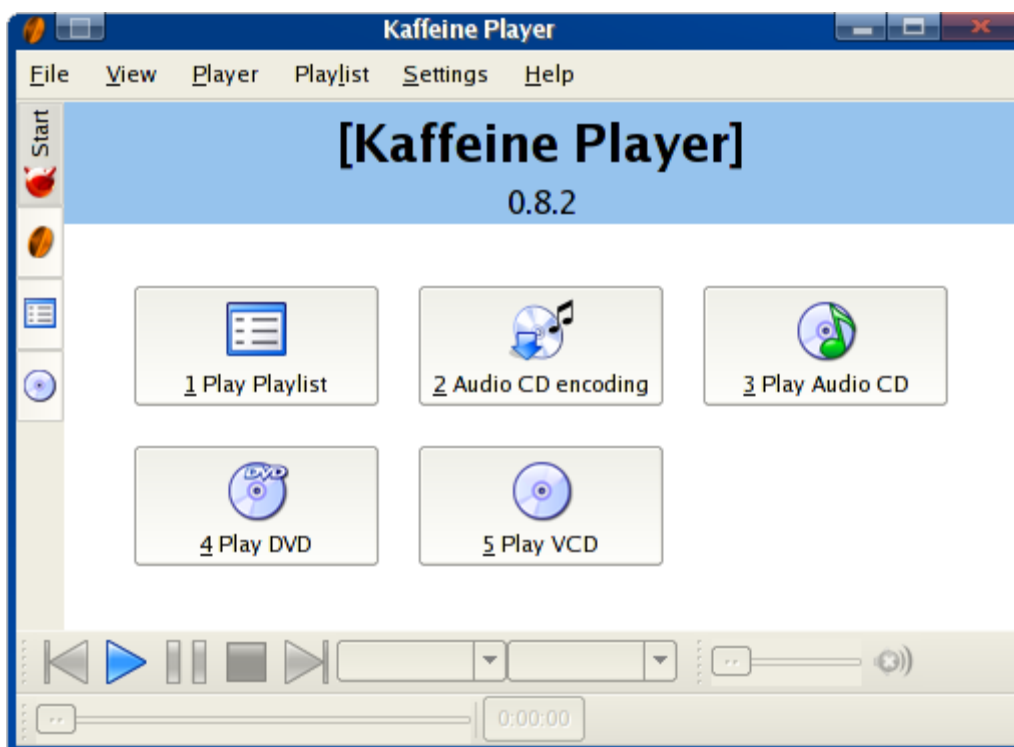 Kaffeine Player
File View Player Playlist Settings Help
Start
[Kaffeine Player]
0.8.2
1 Play Playlist
2 Audio CD encoding
3 Play Audio CD
DVD
4 Play DVD
5 Play VCD
0:00:00